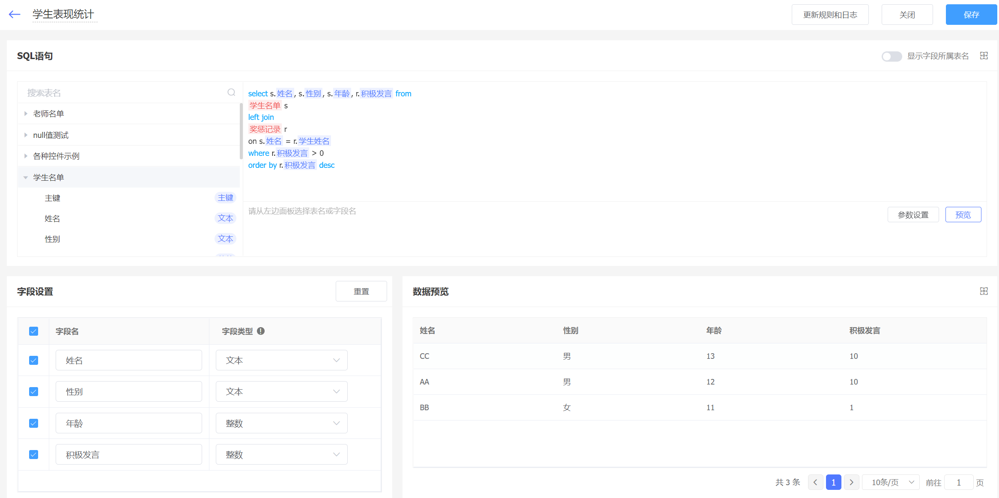 学生表现统计
更新规则和日志
关闭
保存
SQL语句
显示字段所属表名
搜索表名
老师名单
null值测试
各种控件示例
学生名单
主键 主键
姓名 文本
性别 文本
select s.姓名, s.性别, s.年龄, r.积极发言 from
学生名单 s
left join
奖惩记录 r
on s.姓名 = r.学生姓名
where r.积极发言 > 0
order by r.积极发言 desc
请从左边面板选择表名或字段名
参数设置
预览
字段设置
重置
字段名 字段类型
姓名 文本
性别 文本
年龄 整数
积极发言 整数
数据预览
姓名 性别 年龄 积极发言
CC 男 13 10
AA 男 12 10
BB 女 11 1
共 3 条 1 10条/页 前往 1 页